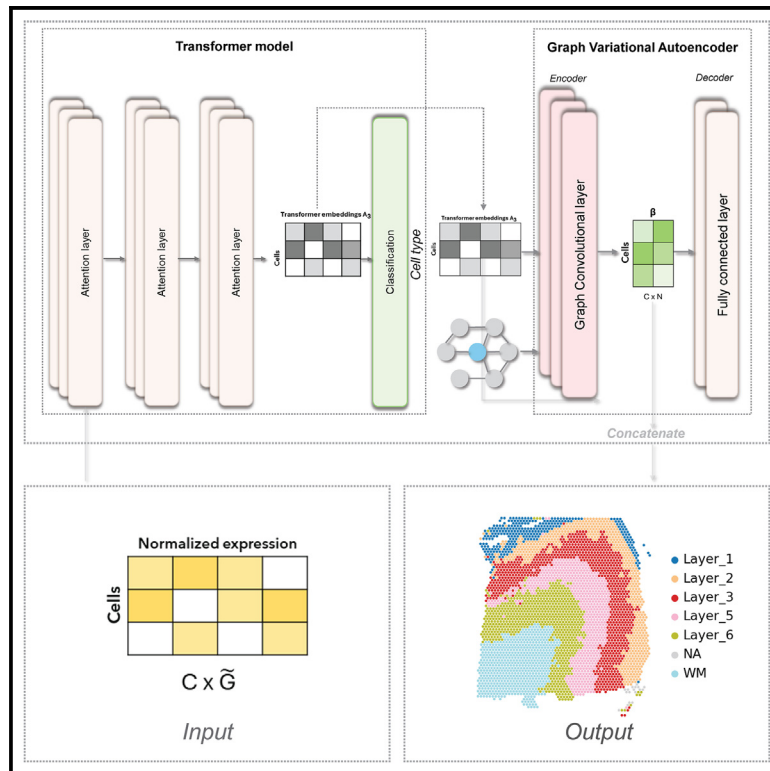 Transformer model
Graph Variational Autoencoder
Encoder
Decoder
Attention layer
Attention layer
Attention layer
Transformer embeddings A3
Cells
Classification
Cell type
Transformer embeddings A3
Cells
Graph Convolutional layer
β
Cells
C x N
Fully connected layer
Concatenate
Normalized expression
Cells
C x G̃
Input
Layer_1
Layer_2
Layer_3
Layer_5
Layer_6
NA
WM
Output